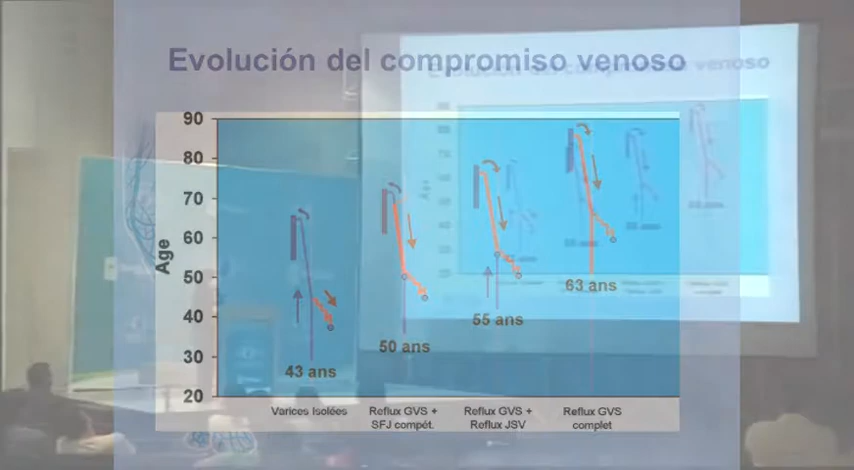 Evolución del compromiso venoso
venoso
90
80
70
60
50
40
30
20
Age
43 ans
50 ans
55 ans
63 ans
Varices Isolées
Reflux GVS +
SFJ compét.
Reflux GVS +
Reflux JSV
Reflux GVS
complet